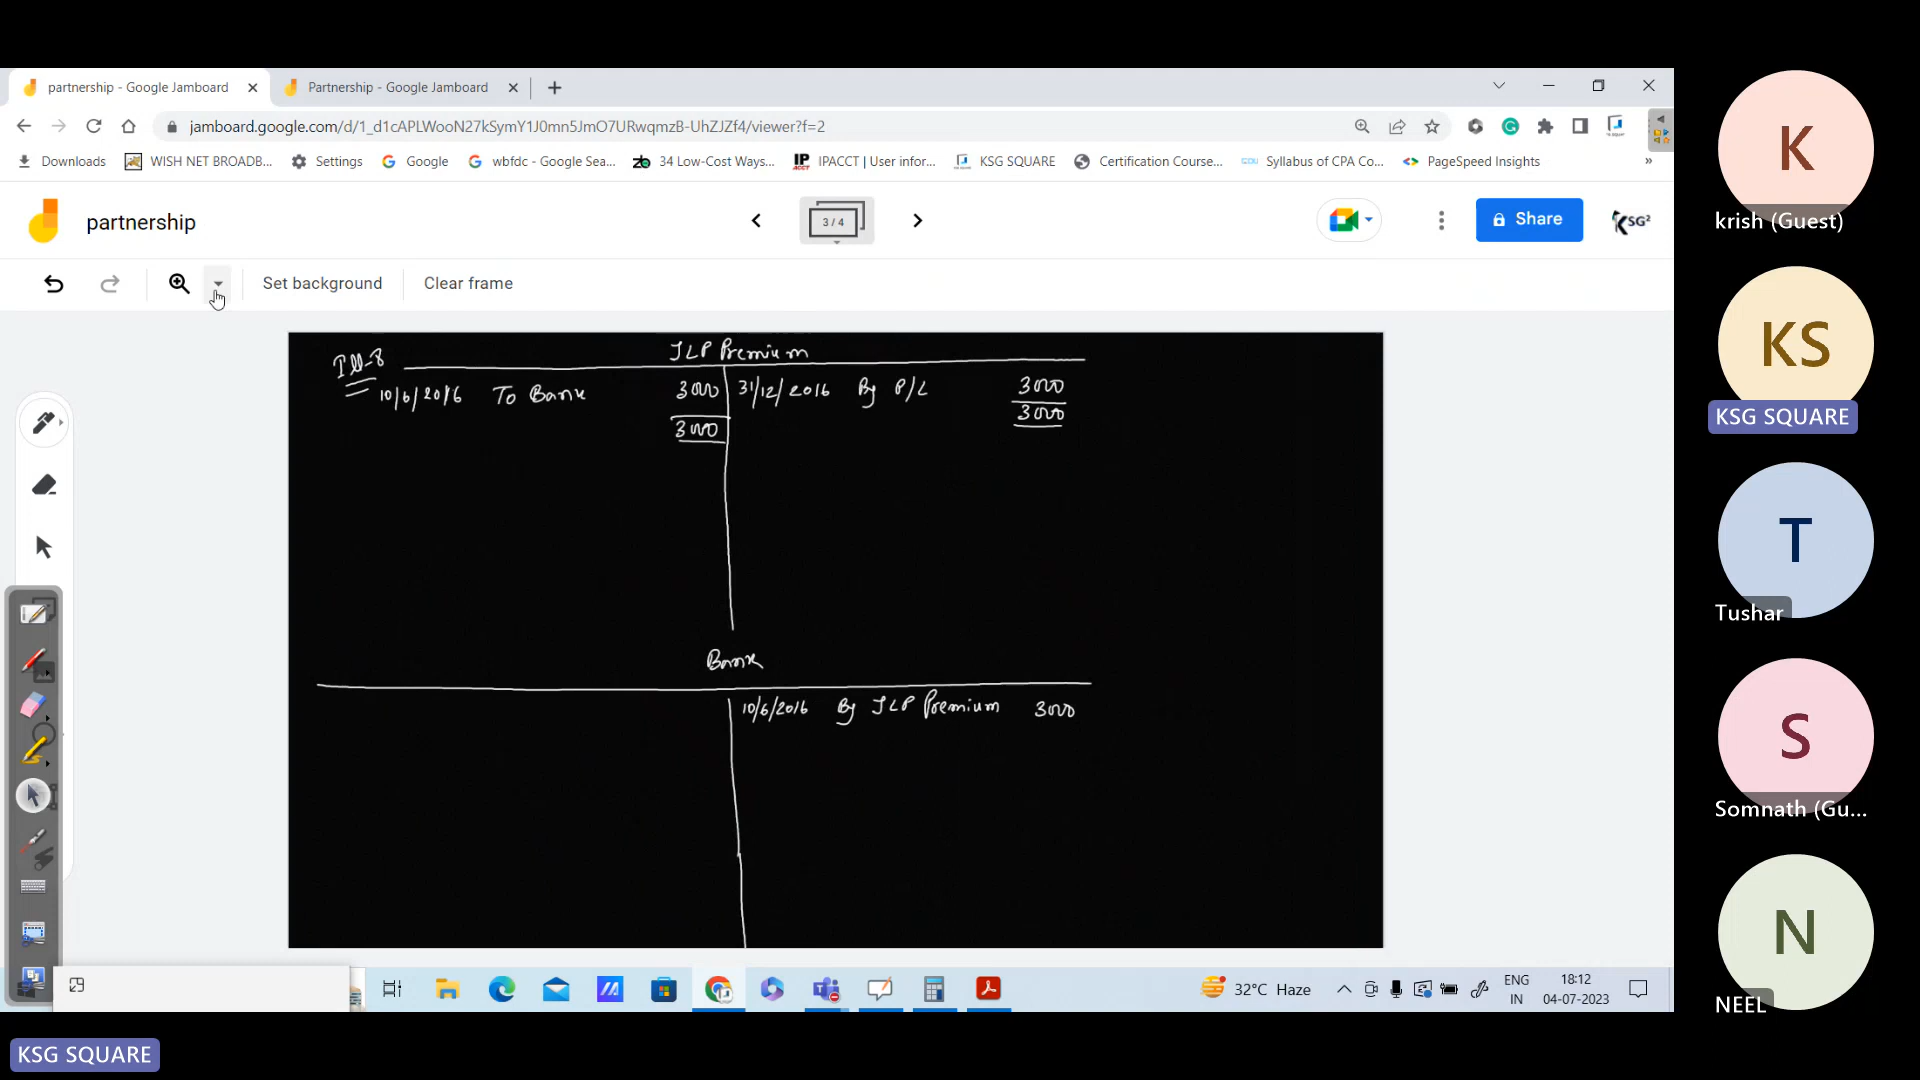 partnership - Google Jamboard
Partnership - Google Jamboard
jamboard.google.com/d/1_d1cAPLWooN27kSymY1J0mn5JmO7URwqmzB-UhZJZf4/viewer?f=2
Downloads WISH NET BROADB... Settings Google wbfdc - Google Sea... 34 Low-Cost Ways... IPACCT | User infor... KSG SQUARE Certification Course... Syllabus of CPA Co... PageSpeed Insights »
partnership
3 / 4
Share
KSG²
Set background Clear frame
JLP Premium
10/6/2016 To Bank 3000 31/12/2016 By P/L 3000
3000 3000
Bank
10/6/2016 By JLP Premium 3000
32°C Haze
ENG
IN
18:12
04-07-2023
K
krish (Guest)
KS
KSG SQUARE
T
Tushar
S
Somnath (Gu...
N
NEEL
KSG SQUARE